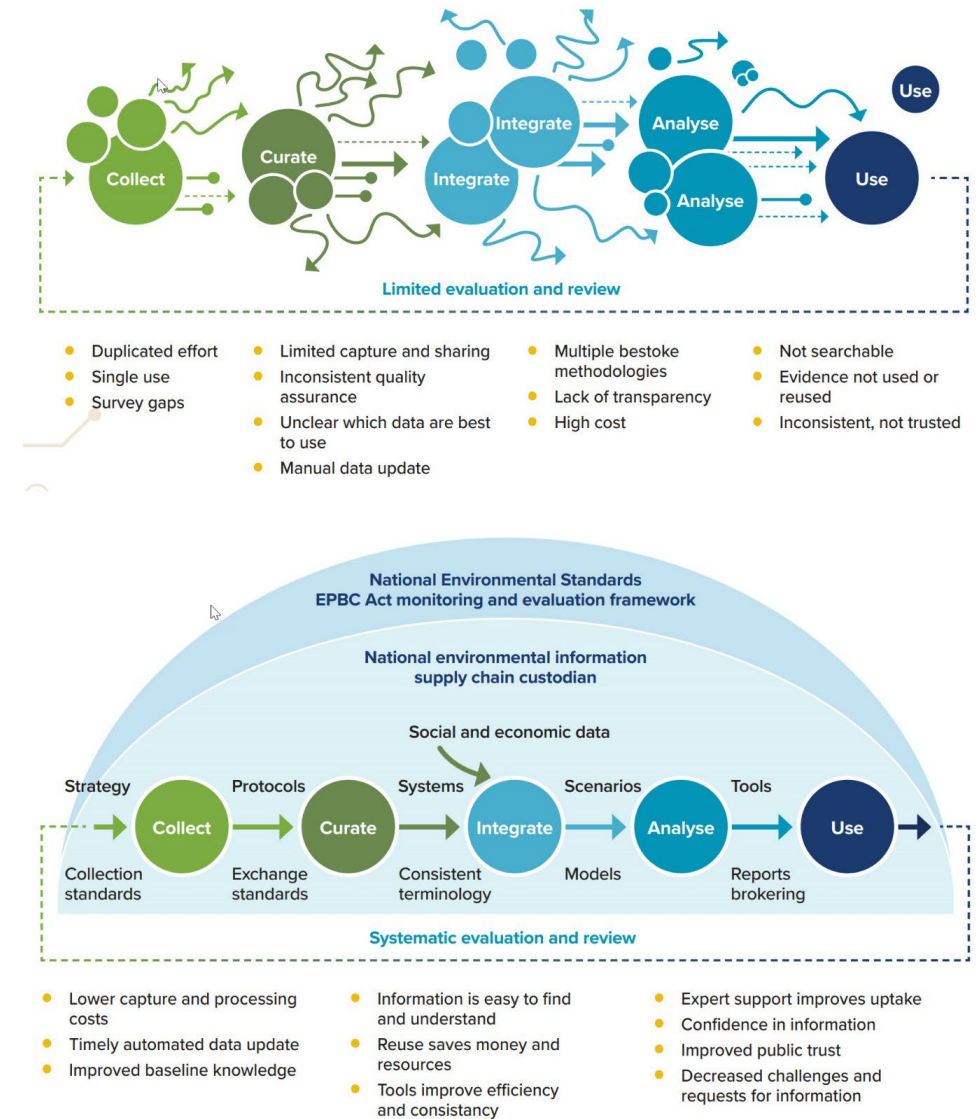 Use
Integrate
Analyse
Curate
Collect
Integrate
Analyse
Use
Limited evaluation and review
Duplicated effort
Single use
Survey gaps
Limited capture and sharing
Inconsistent quality
assurance
Unclear which data are best
to use
Manual data update
Multiple bestoke
methodologies
Lack of transparency
High cost
Not searchable
Evidence not used or
reused
Inconsistent, not trusted
National Environmental Standards
EPBC Act monitoring and evaluation framework
National environmental information
supply chain custodian
Social and economic data
Strategy
Protocols
Systems
Scenarios
Tools
Collect
Curate
Integrate
Analyse
Use
Collection
standards
Exchange
standards
Consistent
terminology
Models
Reports
brokering
Systematic evaluation and review
Lower capture and processing
costs
Timely automated data update
Improved baseline knowledge
Information is easy to find
and understand
Reuse saves money and
resources
Tools improve efficiency
and consistancy
Expert support improves uptake
Confidence in information
Improved public trust
Decreased challenges and
requests for information